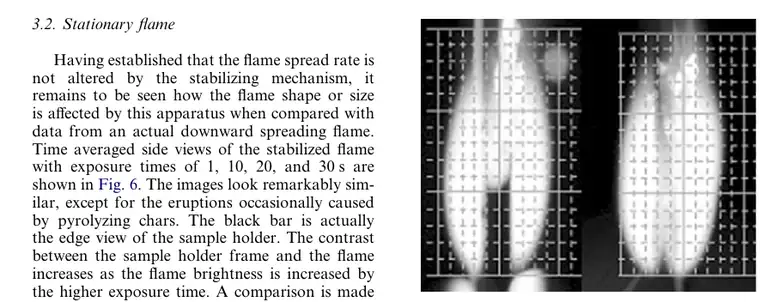 3.2. Stationary flame
Having established that the flame spread rate is
not altered by the stabilizing mechanism, it
remains to be seen how the flame shape or size
is affected by this apparatus when compared with
data from an actual downward spreading flame.
Time averaged side views of the stabilized flame
with exposure times of 1, 10, 20, and 30 s are
shown in Fig. 6. The images look remarkably sim-
ilar, except for the eruptions occasionally caused
by pyrolyzing chars. The black bar is actually
the edge view of the sample holder. The contrast
between the sample holder frame and the flame
increases as the flame brightness is increased by
the higher exposure time. A comparison is made